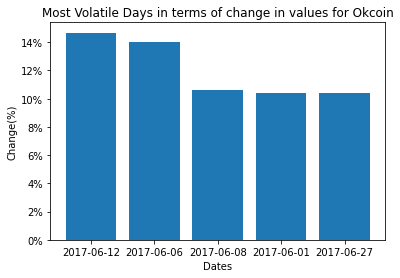 Most Volatile Days in terms of change in values for Okcoin
14%
12%
10%
8%
6%
4%
2%
0%
Change(%)
2017-06-12 2017-06-06 2017-06-08 2017-06-01 2017-06-27
Dates